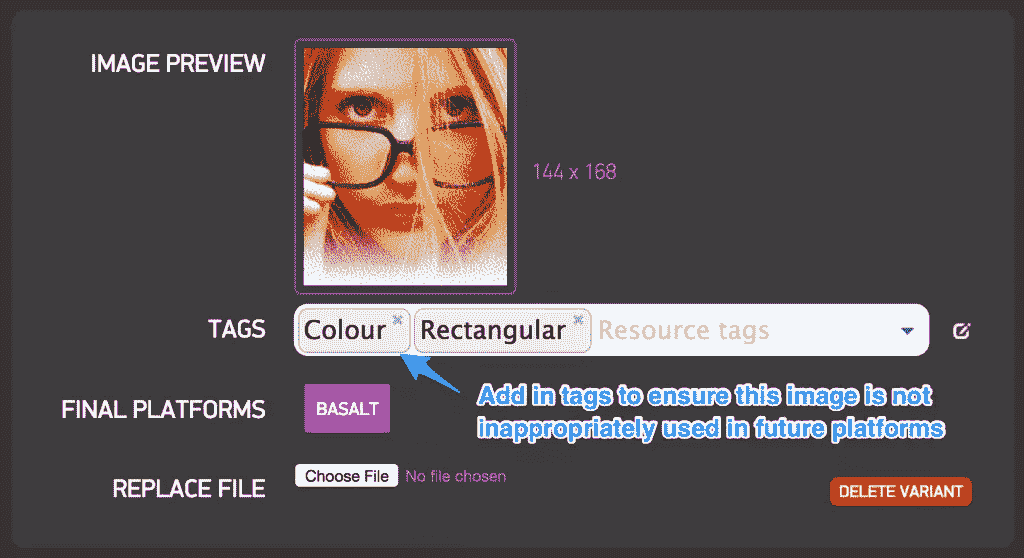 IMAGE PREVIEW
144 x 168
TAGS
Colour x Rectangular x Resource tags
Add in tags to ensure this image is not
inappropriately used in future platforms
FINAL PLATFORMS
BASALT
REPLACE FILE
Choose File No file chosen
DELETE VARIANT